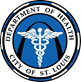 DEPARTMENT OF HEALTH
CITY OF ST. LOUIS